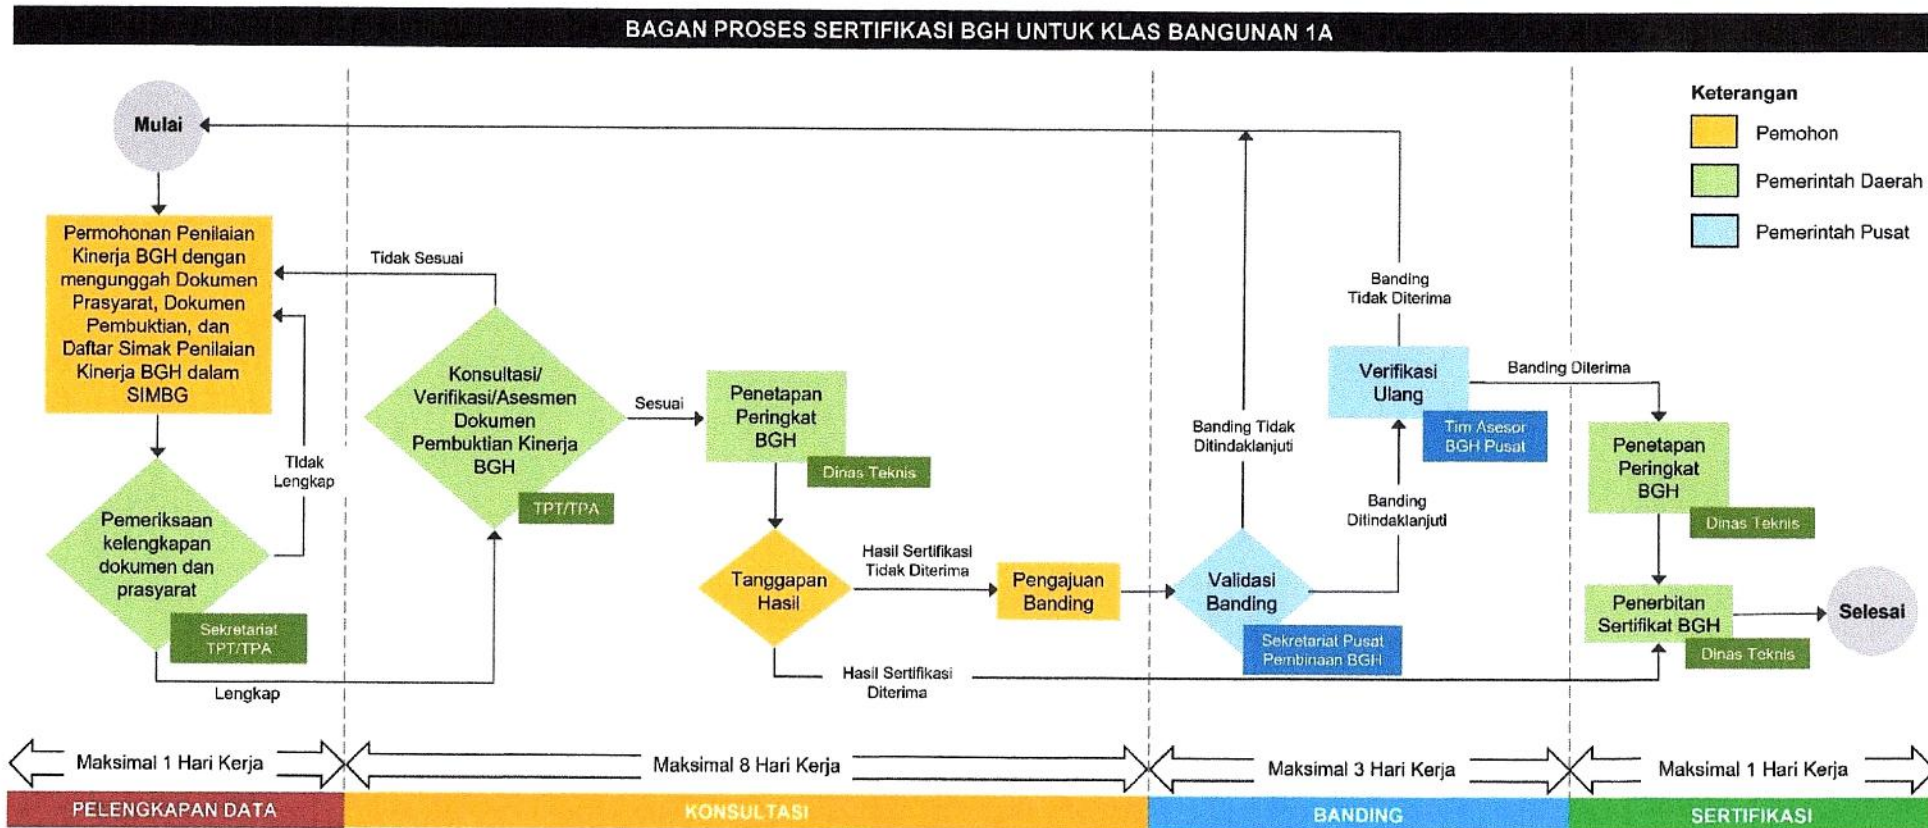 BAGAN PROSES SERTIFIKASI BGH UNTUK KLAS BANGUNAN 1A
Mulai
Permohonan Penilaian
Kinerja BGH dengan
mengunggah Dokumen
Prasyarat, Dokumen
Pembuktian, dan
Daftar Simak Penilaian
Kinerja BGH dalam
SIMBG
Tidak
Lengkap
Pemeriksaan
kelengkapan
dokumen dan
prasyarat
Sekretariat
TPT/TPA
Lengkap
Tidak Sesuai
Konsultasi/
Verifikasi/Asesmen
Dokumen
Pembuktian Kinerja
BGH
TPT/TPA
Sesuai
Penetapan
Peringkat
BGH
Dinas Teknis
Tanggapan
Hasil
Hasil Sertifikasi
Tidak Diterima
Pengajuan
Banding
Hasil Sertifikasi
Diterima
Banding Tidak
Ditindaklanjuti
Validasi
Banding
Sekretariat Pusat
Pembinaan BGH
Banding
Ditindaklanjuti
Banding
Tidak Diterima
Verifikasi
Ulang
Tim Asesor
BGH Pusat
Banding Diterima
Penetapan
Peringkat
BGH
Dinas Teknis
Penerbitan
Sertifikat BGH
Dinas Teknis
Selesai
Keterangan
Pemohon
Pemerintah Daerah
Pemerintah Pusat
Maksimal 1 Hari Kerja
Maksimal 8 Hari Kerja
Maksimal 3 Hari Kerja
Maksimal 1 Hari Kerja
PELENGKAPAN DATA
KONSULTASI
BANDING
SERTIFIKASI